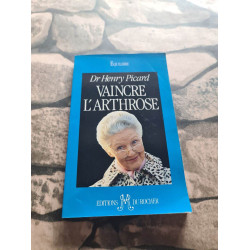 Dr Henry Picard
VAINCRE
L'ARTHROSE
EDITIONS DU ROCHER